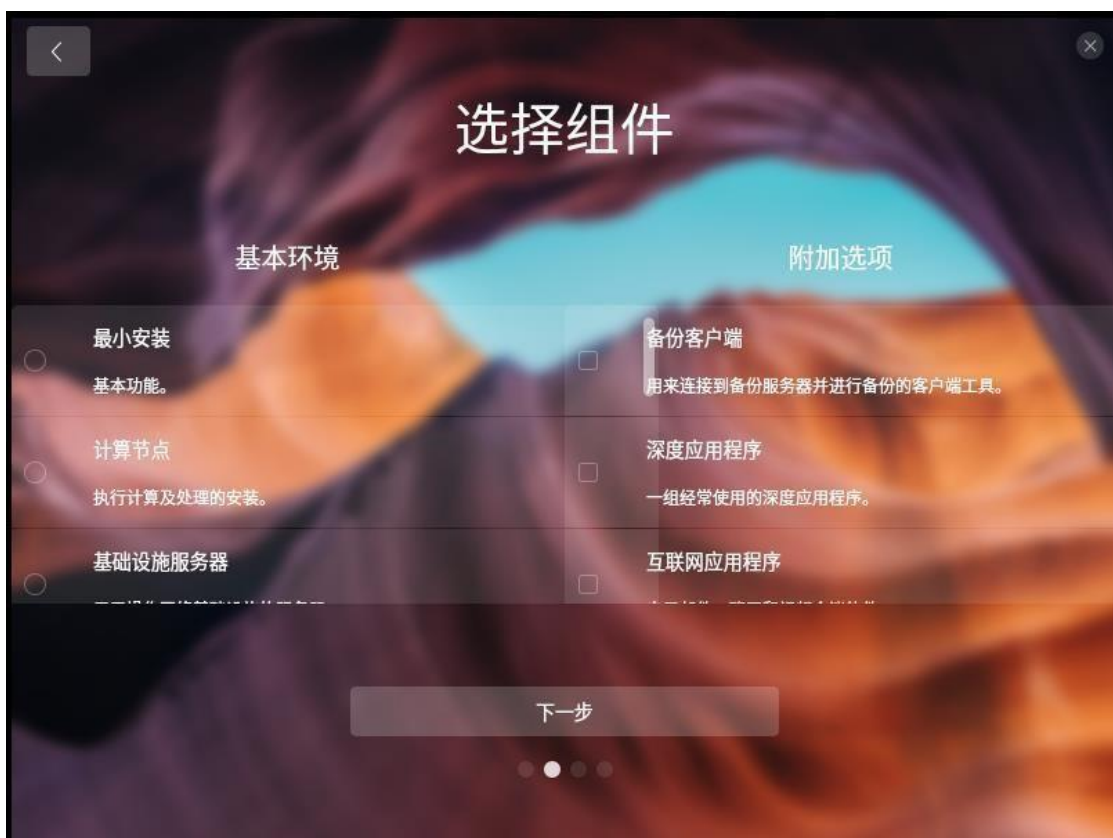 选择组件
基本环境
附加选项
最小安装
基本功能。
备份客户端
用来连接到备份服务器并进行备份的客户端工具。
计算节点
执行计算及处理的安装。
深度应用程序
一组经常使用的深度应用程序。
基础设施服务器
互联网应用程序
下一步